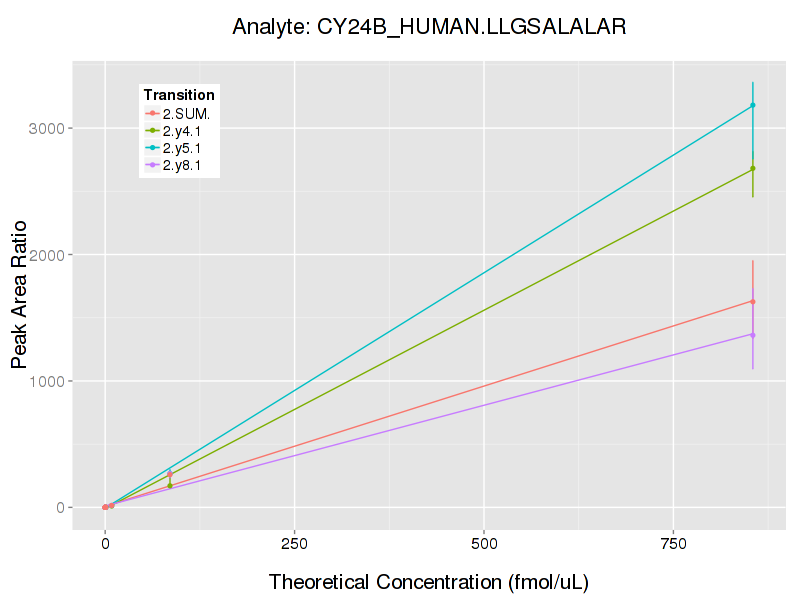 Analyte: CY24B_HUMAN.LLGSALALAR
Transition
2.SUM.
2.y4.1
2.y5.1
2.y8.1
3000
2000
1000
0
Peak Area Ratio
0 250 500 750
Theoretical Concentration (fmol/uL)